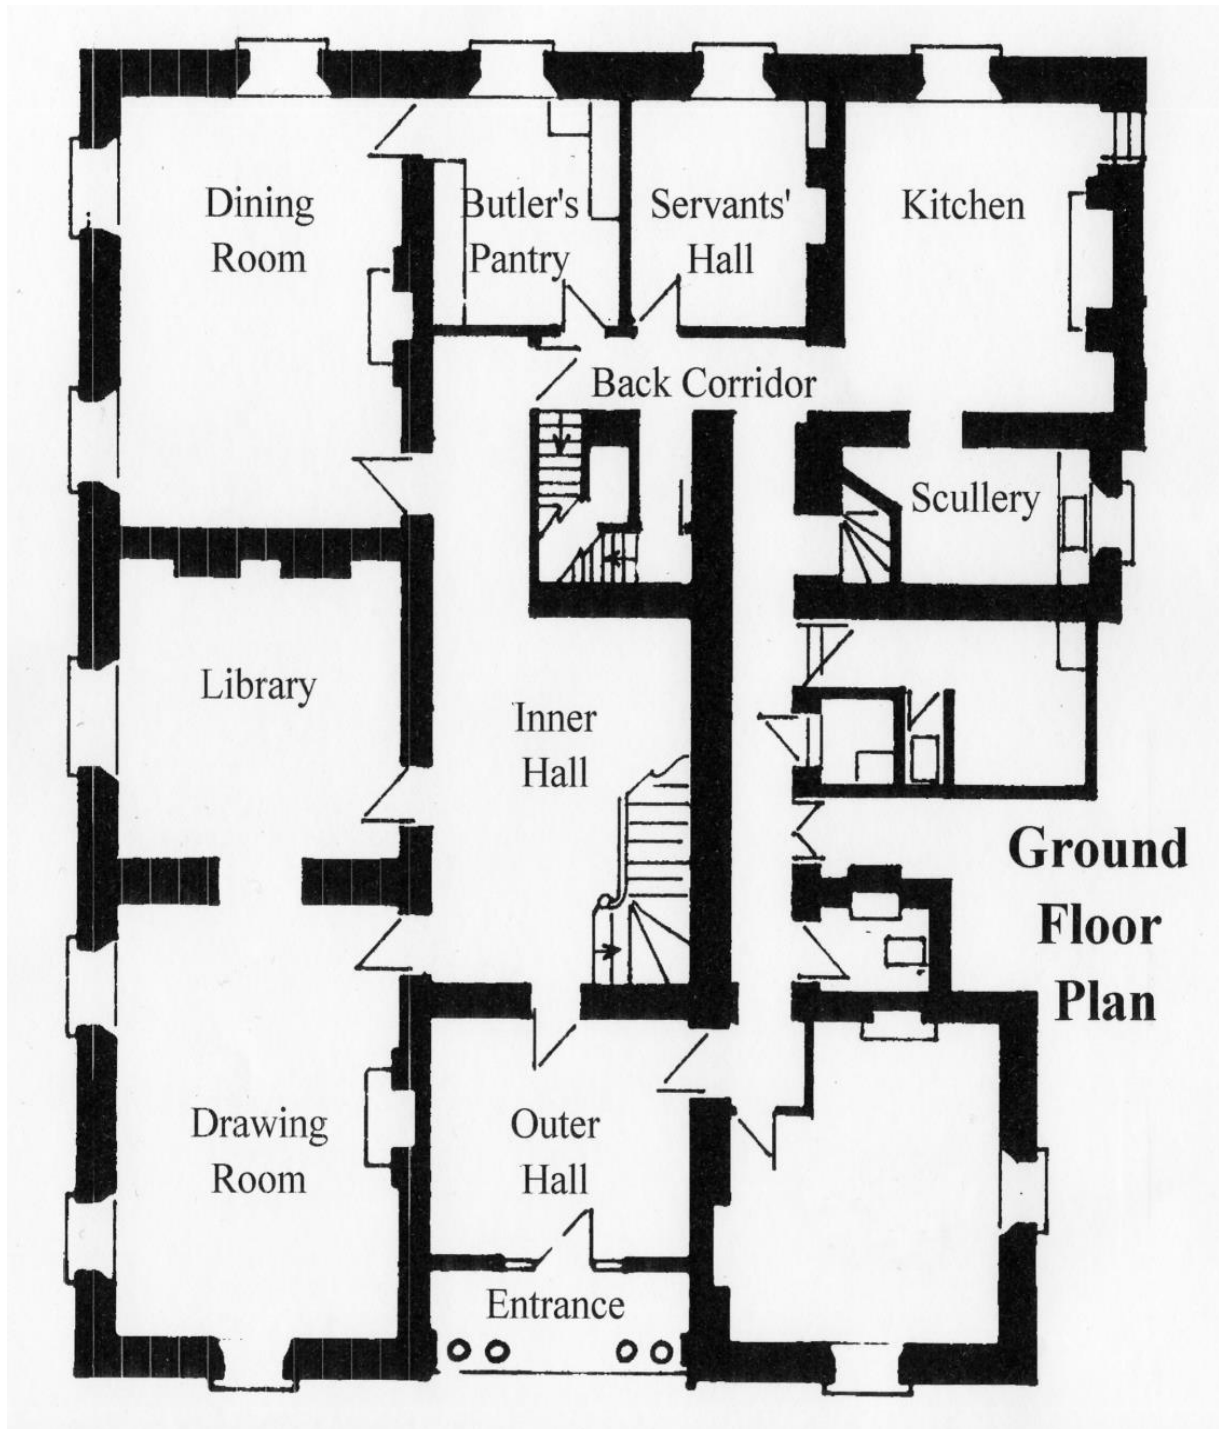 Dining
Room
Butler's
Pantry
Servants'
Hall
Kitchen
Back Corridor
Scullery
Library
Inner
Hall
Ground
Floor
Plan
Drawing
Room
Outer
Hall
Entrance